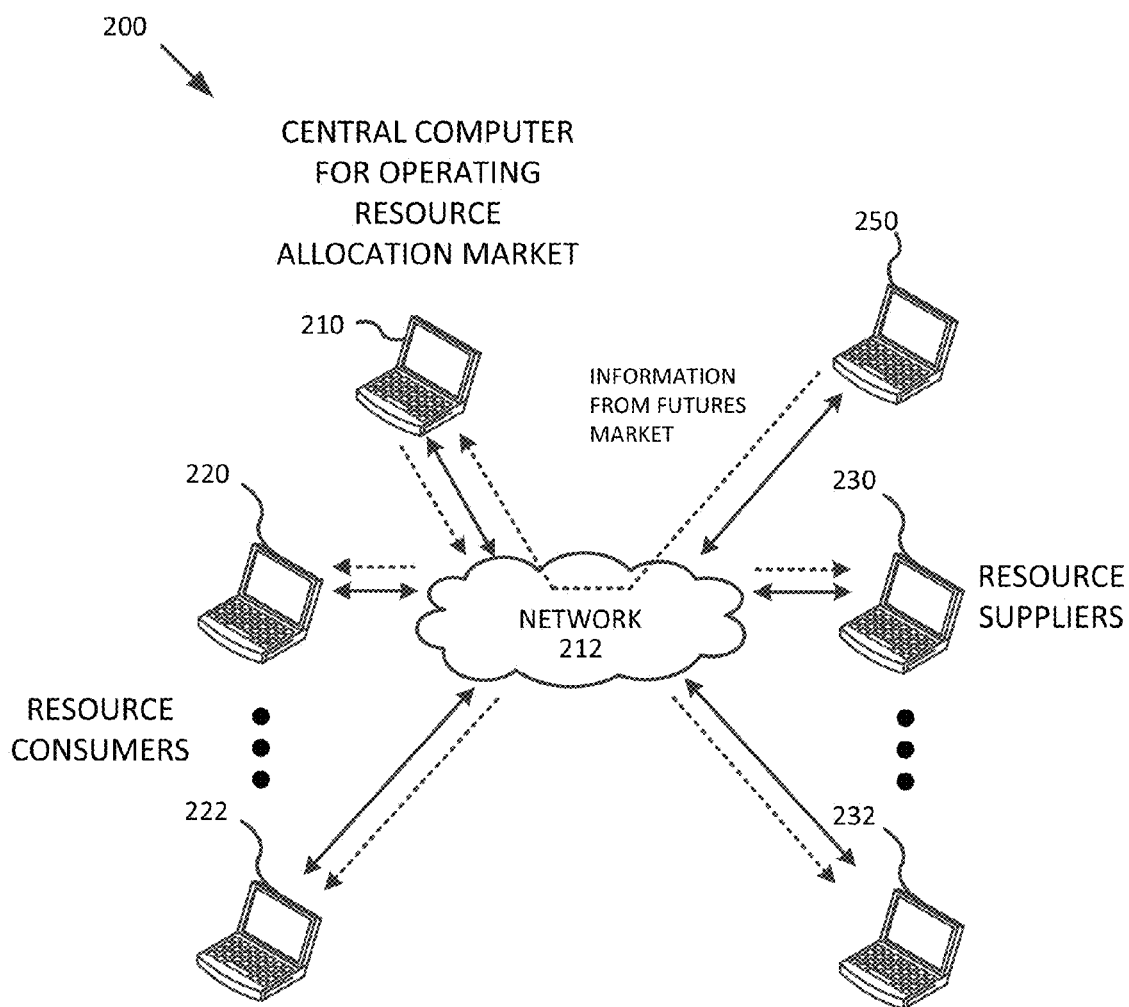 200
CENTRAL COMPUTER
FOR OPERATING
RESOURCE
ALLOCATION MARKET
250
210
INFORMATION
FROM FUTURES
MARKET
220
230
RESOURCE
SUPPLIERS
NETWORK
212
RESOURCE
CONSUMERS
222
232